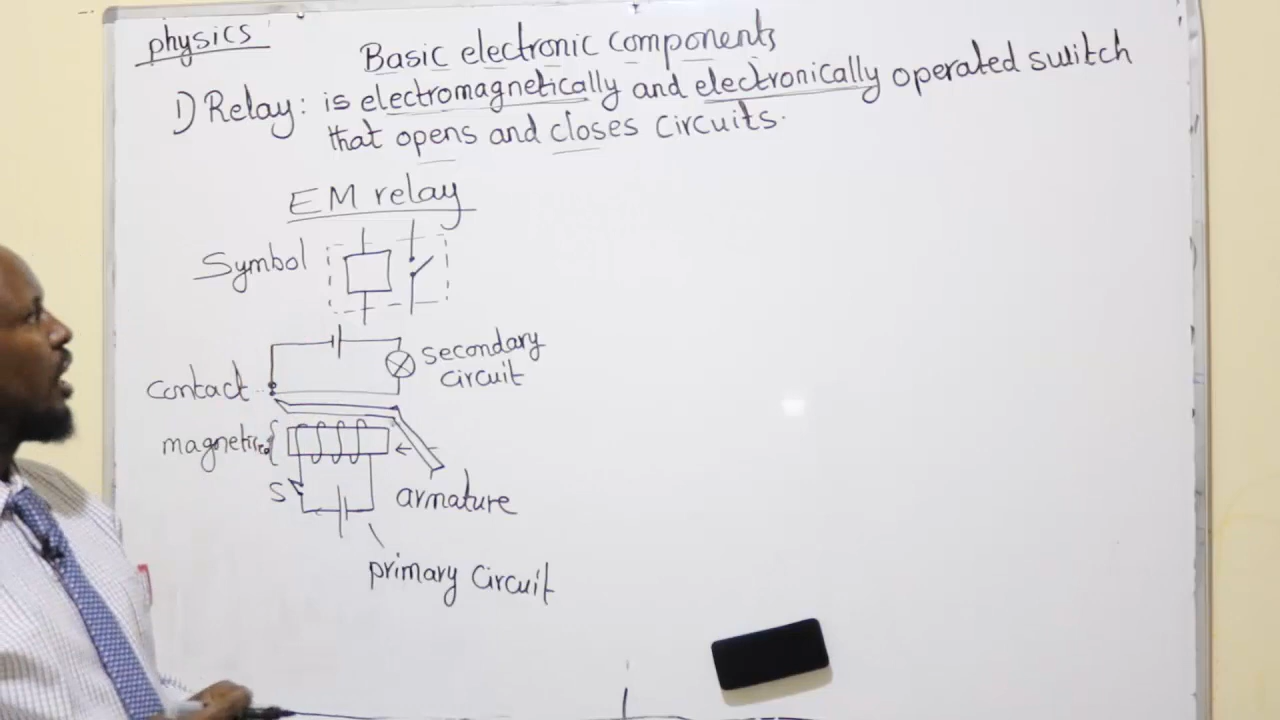 physics
Basic electronic components
1) Relay: is electromagnetically and electronically operated switch
that opens and closes circuits.
EM relay
Symbol
secondary
circuit
contact
magnetised
S
armature
primary circuit